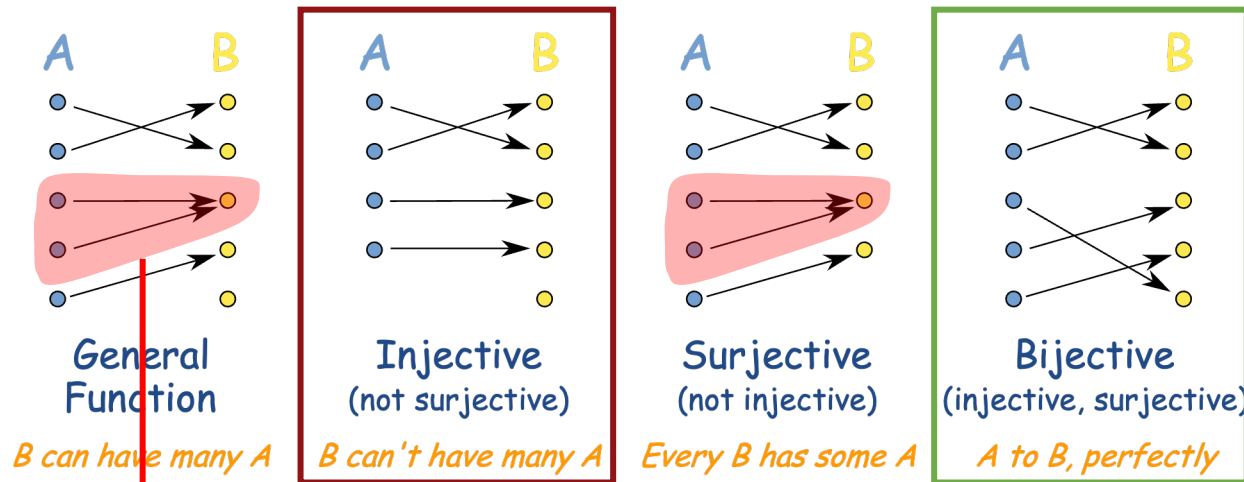 A B
A B
A B
A B
General
Function
B can have many A
Injective
(not surjective)
B can't have many A
Surjective
(not injective)
Every B has some A
Bijective
(injective, surjective)
A to B, perfectly